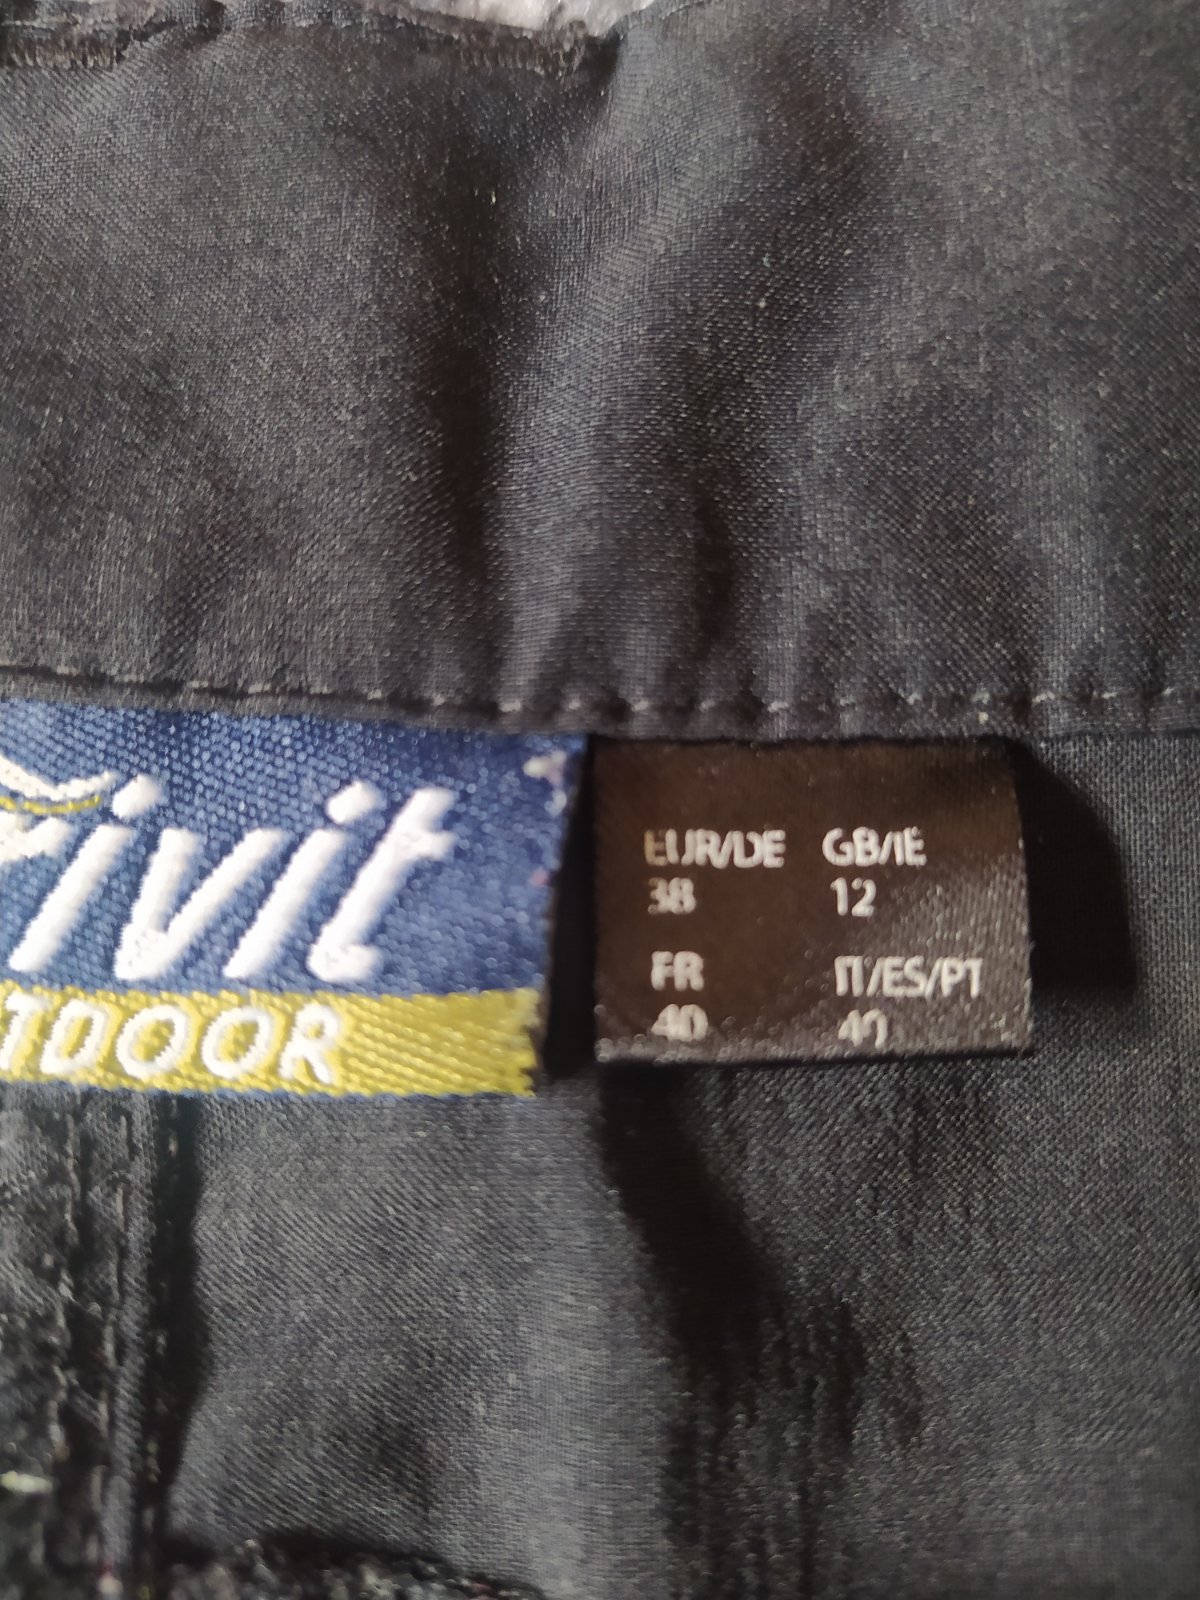 rivit
TDOOR
EUR/DE GB/IE
38 12
FR IT/ES/PT
40 40